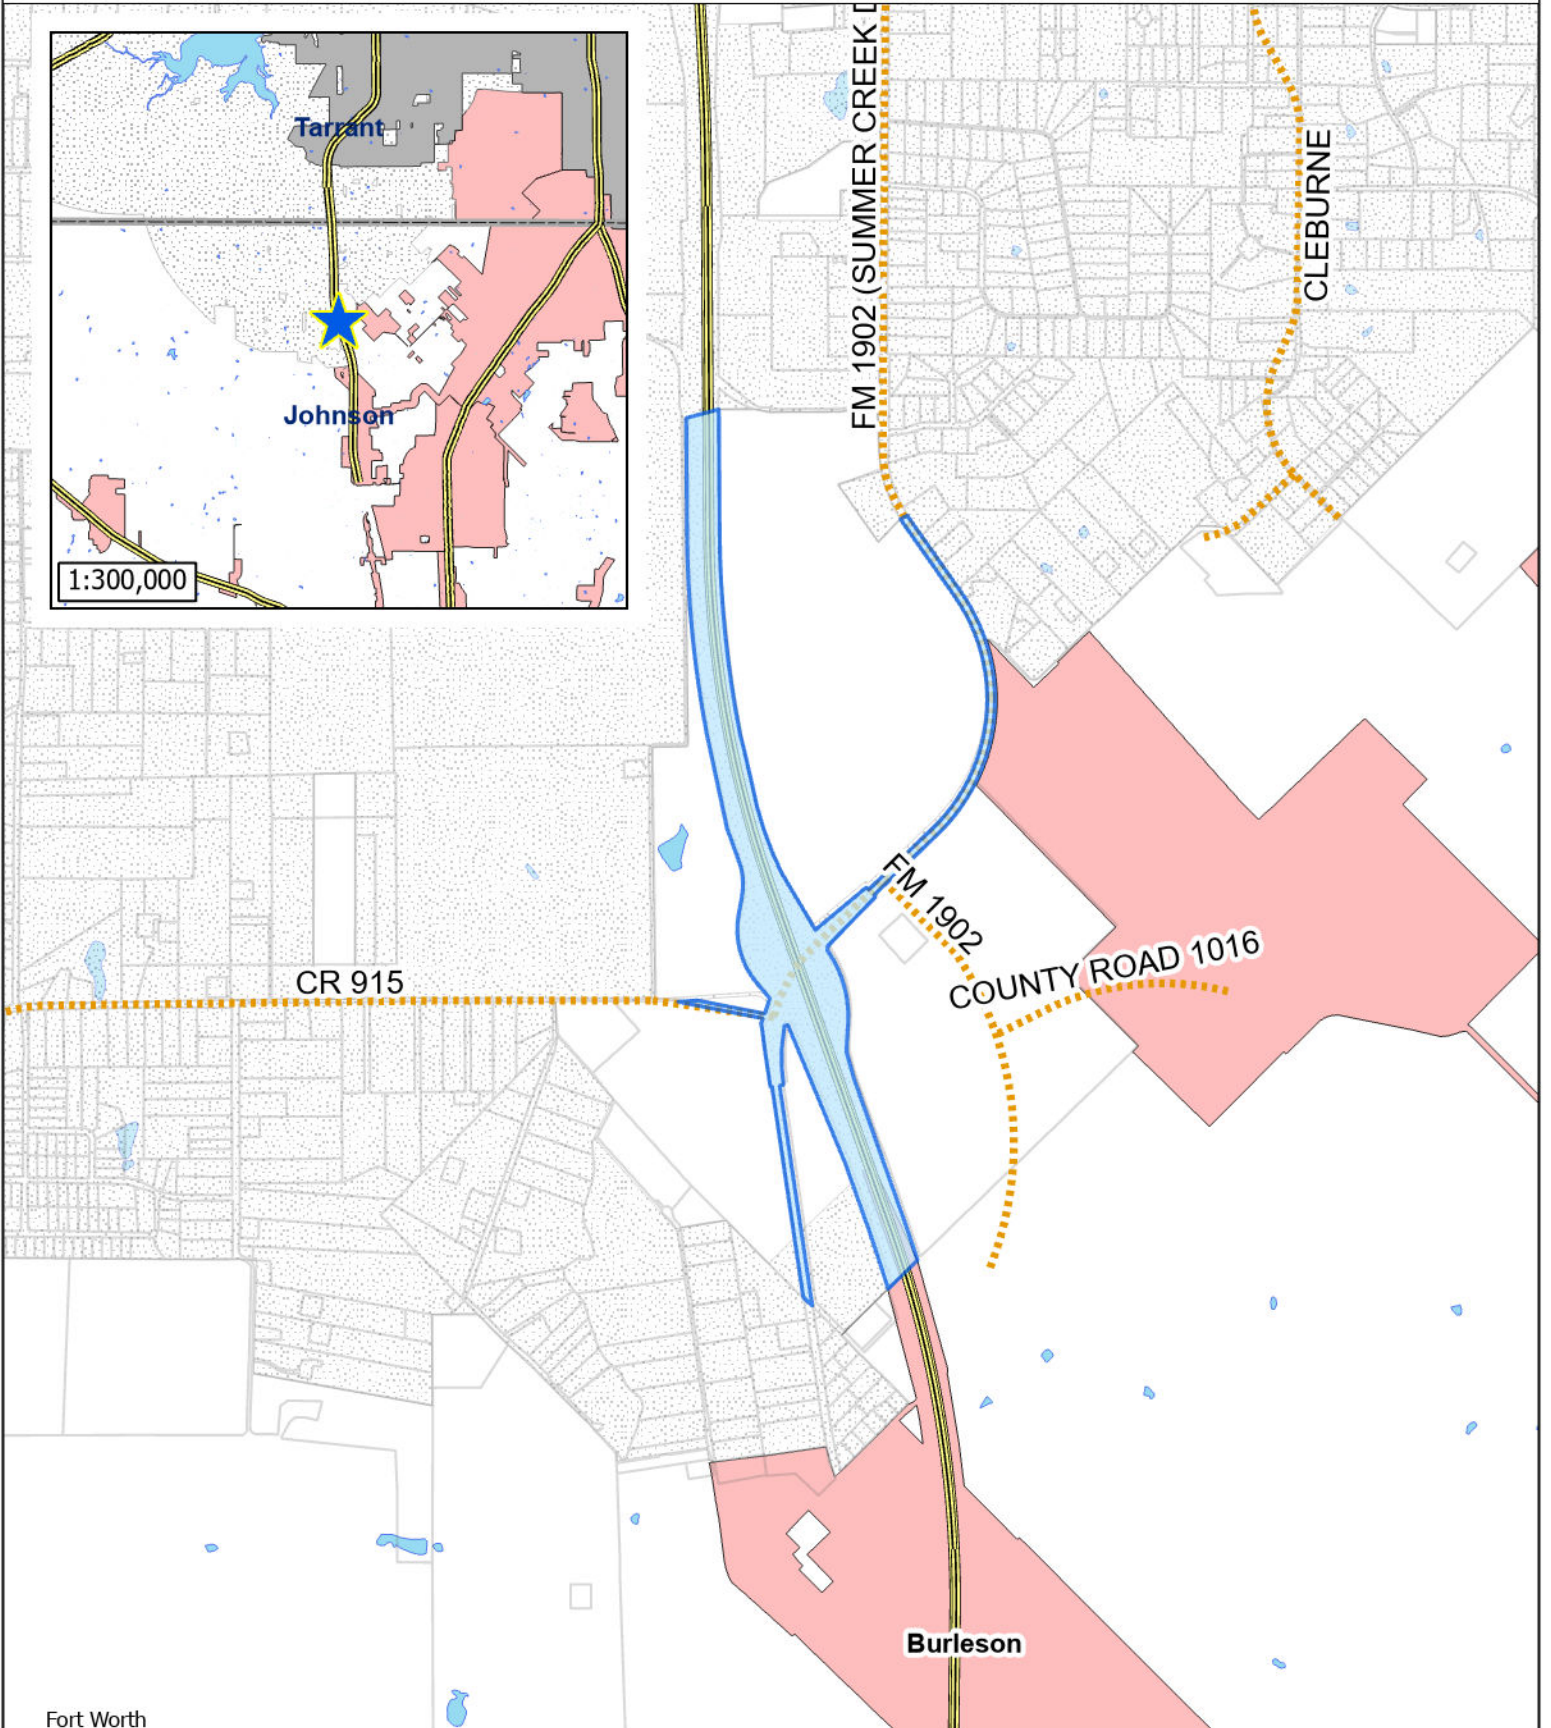 Tarrant
Johnson
1:300,000
FM 1902 (SUMMER CREEK
CLEBURNE
FM 1902
COUNTY ROAD 1016
CR 915
Burleson
Fort Worth